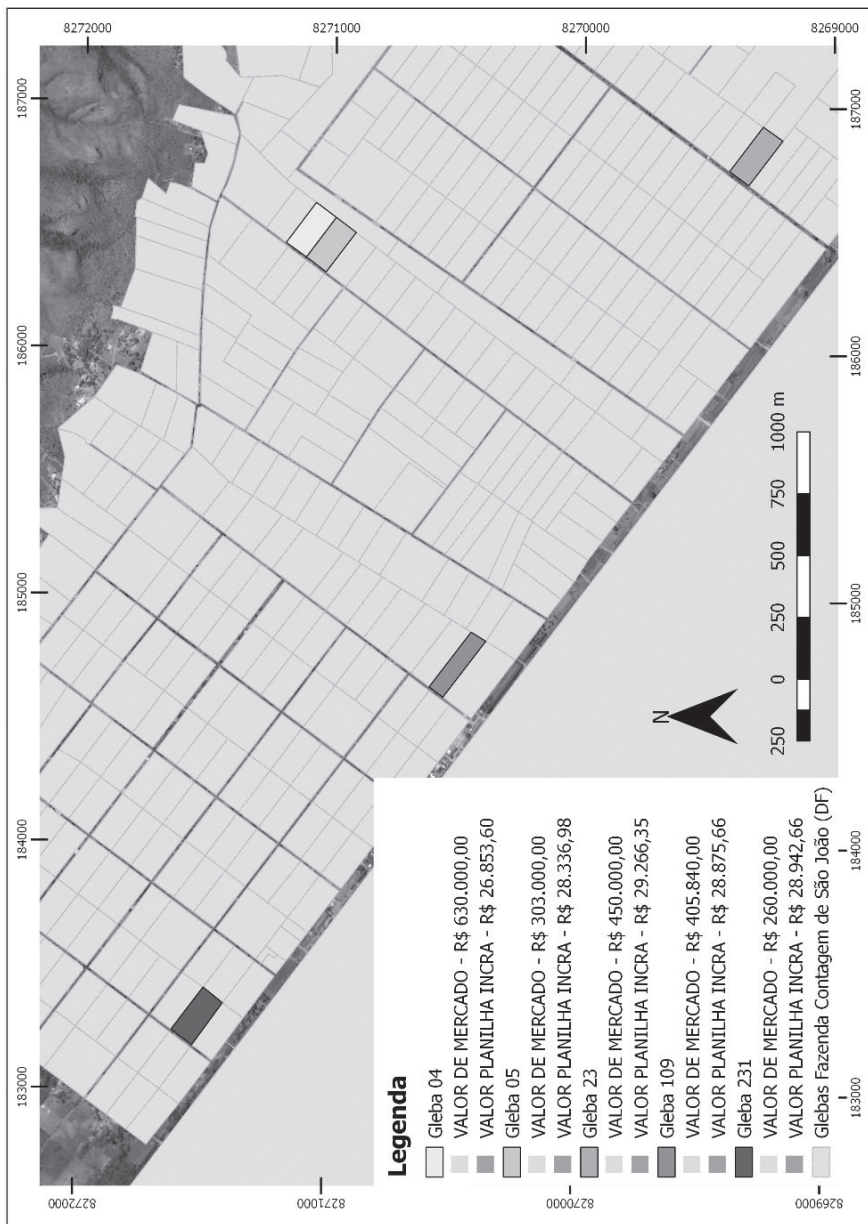 8272000
8271000
8270000
8269000
187000
187000
186000
186000
185000
185000
184000
184000
183000
183000
8272000
8271000
8270000
8269000
N
250
0
250
500
750
1000 m
Legenda
Gleba 04
VALOR DE MERCADO - R$ 630.000,00
VALOR PLANILHA INCRA - R$ 26.853,60
Gleba 05
VALOR DE MERCADO - R$ 303.000,00
VALOR PLANILHA INCRA - R$ 28.336,98
Gleba 23
VALOR DE MERCADO - R$ 450.000,00
VALOR PLANILHA INCRA - R$ 29.266,35
Gleba 109
VALOR DE MERCADO - R$ 405.840,00
VALOR PLANILHA INCRA - R$ 28.875,66
Gleba 231
VALOR DE MERCADO - R$ 260.000,00
VALOR PLANILHA INCRA - R$ 28.942,66
Glebas Fazenda Contagem de São João (DF)